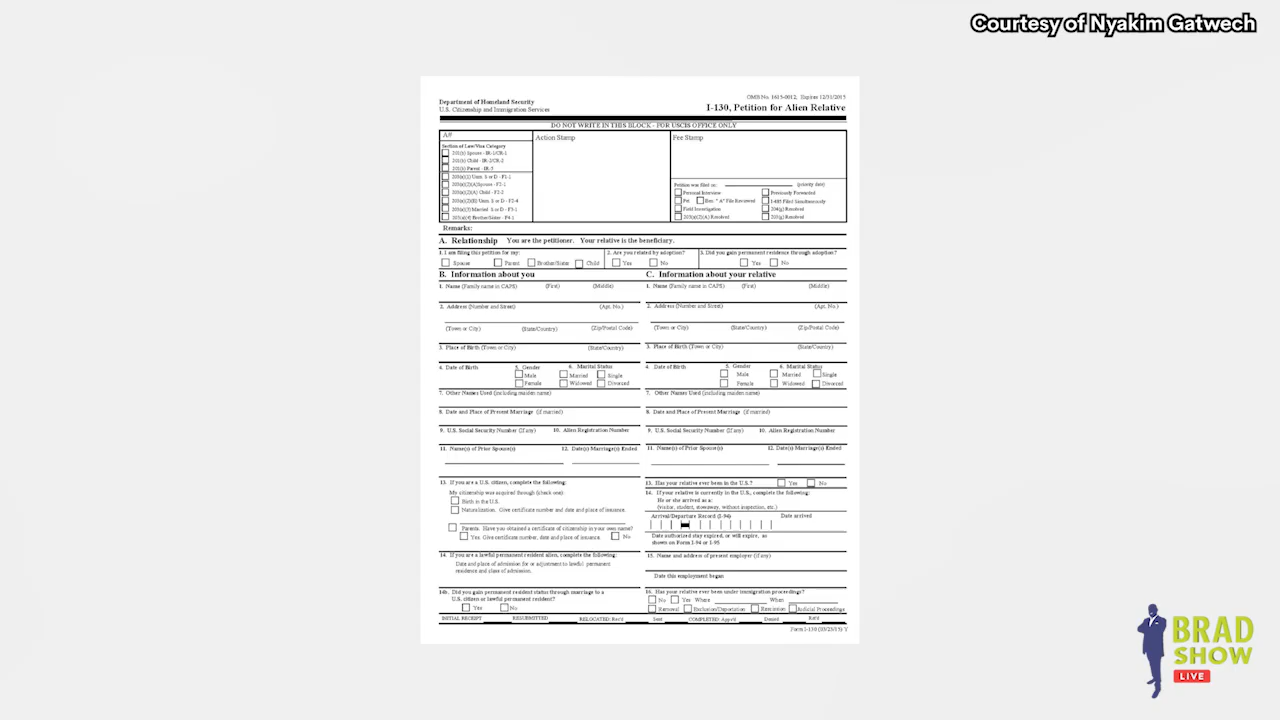 Courtesy of Nyakim Gatwech
OMB No. 1615-0012, Expires 12/31/2015
Department of Homeland Security
U.S. Citizenship and Immigration Services
I-130, Petition for Alien Relative
DO NOT WRITE IN THIS BLOCK - FOR USCIS OFFICE ONLY
A#
Action Stamp
Fee Stamp
Section of Law/Visa Category
201(b) Spouse - IR-1/CR-1
201(b) Child - IR-2/CR-2
201(b) Parent - IR-5
203(a)(1) Unm. S or D - F1-1
203(a)(2)(A)Spouse - F2-1
203(a)(2)(A) Child - F2-2
203(a)(2)(B) Unm. S or D - F2-4
203(a)(3) Married S or D - F3-1
203(a)(4) Brother/Sister - F4-1
Petition was filed on: (priority date)
Personal Interview Previously Forwarded
Pet. Ben. "A" File Reviewed I-485 Filed Simultaneously
Field Investigation 204(g) Resolved
203(a)(2)(A) Resolved 203(g) Resolved
Remarks:
A. Relationship You are the petitioner. Your relative is the beneficiary.
1. I am filing this petition for my: 2. Are you related by adoption? 3. Did you gain permanent residence through adoption?
Spouse Parent Brother/Sister Child Yes No Yes No
B. Information about you
1. Name (Family name in CAPS) (First) (Middle)
2. Address (Number and Street) (Apt. No.)
(Town or City) (State/Country) (Zip/Postal Code)
3. Place of Birth (Town or City) (State/Country)
4. Date of Birth 5. Gender 6. Marital Status
Male Married Single
Female Widowed Divorced
7. Other Names Used (including maiden name)
8. Date and Place of Present Marriage (if married)
9. U.S. Social Security Number (If any) 10. Alien Registration Number
11. Name(s) of Prior Spouse(s) 12. Date(s) Marriage(s) Ended
13. If you are a U.S. citizen, complete the following:
My citizenship was acquired through (check one)
Birth in the U.S.
Naturalization. Give certificate number and date and place of issuance.
Parents. Have you obtained a certificate of citizenship in your own name?
Yes. Give certificate number, date and place of issuance. No
14. If you are a lawful permanent resident alien, complete the following:
Date and place of admission for or adjustment to lawful permanent
residence and class of admission.
14b. Did you gain permanent resident status through marriage to a
U.S. citizen or lawful permanent resident?
Yes No
C. Information about your relative
1. Name (Family name in CAPS) (First) (Middle)
2. Address (Number and Street) (Apt. No.)
(Town or City) (State/Country) (Zip/Postal Code)
3. Place of Birth (Town or City) (State/Country)
4. Date of Birth 5. Gender 6. Marital Status
Male Married Single
Female Widowed Divorced
7. Other Names Used (including maiden name)
8. Date and Place of Present Marriage (if married)
9. U.S. Social Security Number (If any) 10. Alien Registration Number
11. Name(s) of Prior Spouse(s) 12. Date(s) Marriage(s) Ended
13. Has your relative ever been in the U.S.? Yes No
14. If your relative is currently in the U.S., complete the following:
He or she arrived as a:
(visitor, student, stowaway, without inspection, etc.)
Arrival/Departure Record (I-94) Date arrived
Date authorized stay expired, or will expire, as
shown on Form I-94 or I-95
15. Name and address of present employer (if any)
Date this employment began
16. Has your relative ever been under immigration proceedings?
No Yes Where When
Removal Exclusion/Deportation Rescission Judicial Proceedings
INITIAL RECEIPT RESUBMITTED RELOCATED: Rec'd Sent COMPLETED: Appv'd Denied Ret'd
Form I-130 (03/23/15) Y
BRAD
SHOW
LIVE